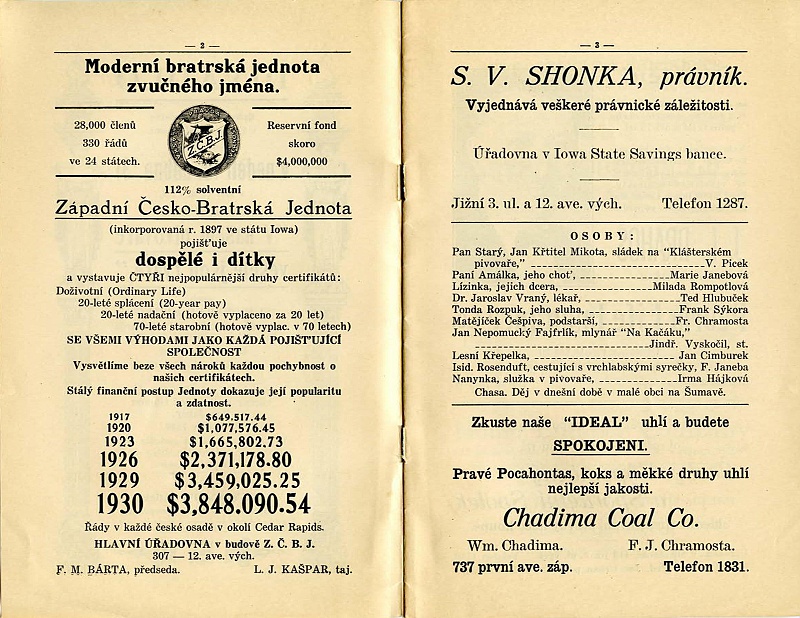 — 2 —
Moderní bratrská jednota
zvučného jména.
28,000 členů
330 řádů
ve 24 státech.
Z.Č.B.J.
Reservní fond
skoro
$4,000,000
112% solventní
Západní Česko-Bratrská Jednota
(inkorporovaná r. 1897 ve státu Iowa)
pojišt'uje
dospělé i dítky
a vystavuje ČTYŘI nejpopulárnější druhy certifikátů:
Doživotní (Ordinary Life)
20-leté splácení (20-year pay)
20-leté nadační (hotově vyplaceno za 20 let)
70-leté starobní (hotově vyplac. v 70 letech)
SE VŠEMI VÝHODAMI JAKO KAŽDÁ POJIŠŤUJÍCÍ
SPOLEČNOST
Vysvětlíme beze všech nároků každou pochybnost o
našich certifikátech.
Stálý finanční postup Jednoty dokazuje její popularitu
a zdatnost.
1917 $649.517.44
1920 $1,077,576.45
1923 $1,665,802.73
1926 $2,371,178.80
1929 $3,459,025.25
1930 $3,848,090.54
Řády v každé české osadě v okolí Cedar Rapids.
HLAVNÍ ÚŘADOVNA v budově Z. Č. B. J.
307 — 12. ave. vých.
F. M. BÁRTA, předseda. L. J. KAŠPAR, taj.
— 3 —
S. V. SHONKA, právník.
Vyjednává veškeré právnické záležitosti.
Úřadovna v Iowa State Savings bance.
Jižní 3. ul. a 12. ave. vých. Telefon 1287.
OSOBY:
Pan Starý, Jan Křtitel Mikota, sládek na "Klášterském
pivovaře," V. Picek
Paní Amálka, jeho chot', Marie Janebová
Lízinka, jejich dcera, Milada Rompotlová
Dr. Jaroslav Vraný, lékař, Ted Hlubuček
Tonda Rozpuk, jeho sluha, Frank Sýkora
Matějíček Češpiva, podstarší, Fr. Chramosta
Jan Nepomucký Fajfrlík, mlynář "Na Kačáku,"
Jindř. Vyskočil, st.
Lesní Křepelka, Jan Cimburek
Isid. Rosenduft, cestující s vrchlabskými syrečky, F. Janeba
Nanynka, služka v pivovaře, Irma Hájková
Chasa. Děj v dnešní době v malé obci na Šumavě.
Zkuste naše "IDEAL" uhlí a budete
SPOKOJENI.
Pravé Pocahontas, koks a měkké druhy uhlí
nejlepší jakosti.
Chadima Coal Co.
Wm. Chadima. F. J. Chramosta.
737 první ave. záp. Telefon 1831.